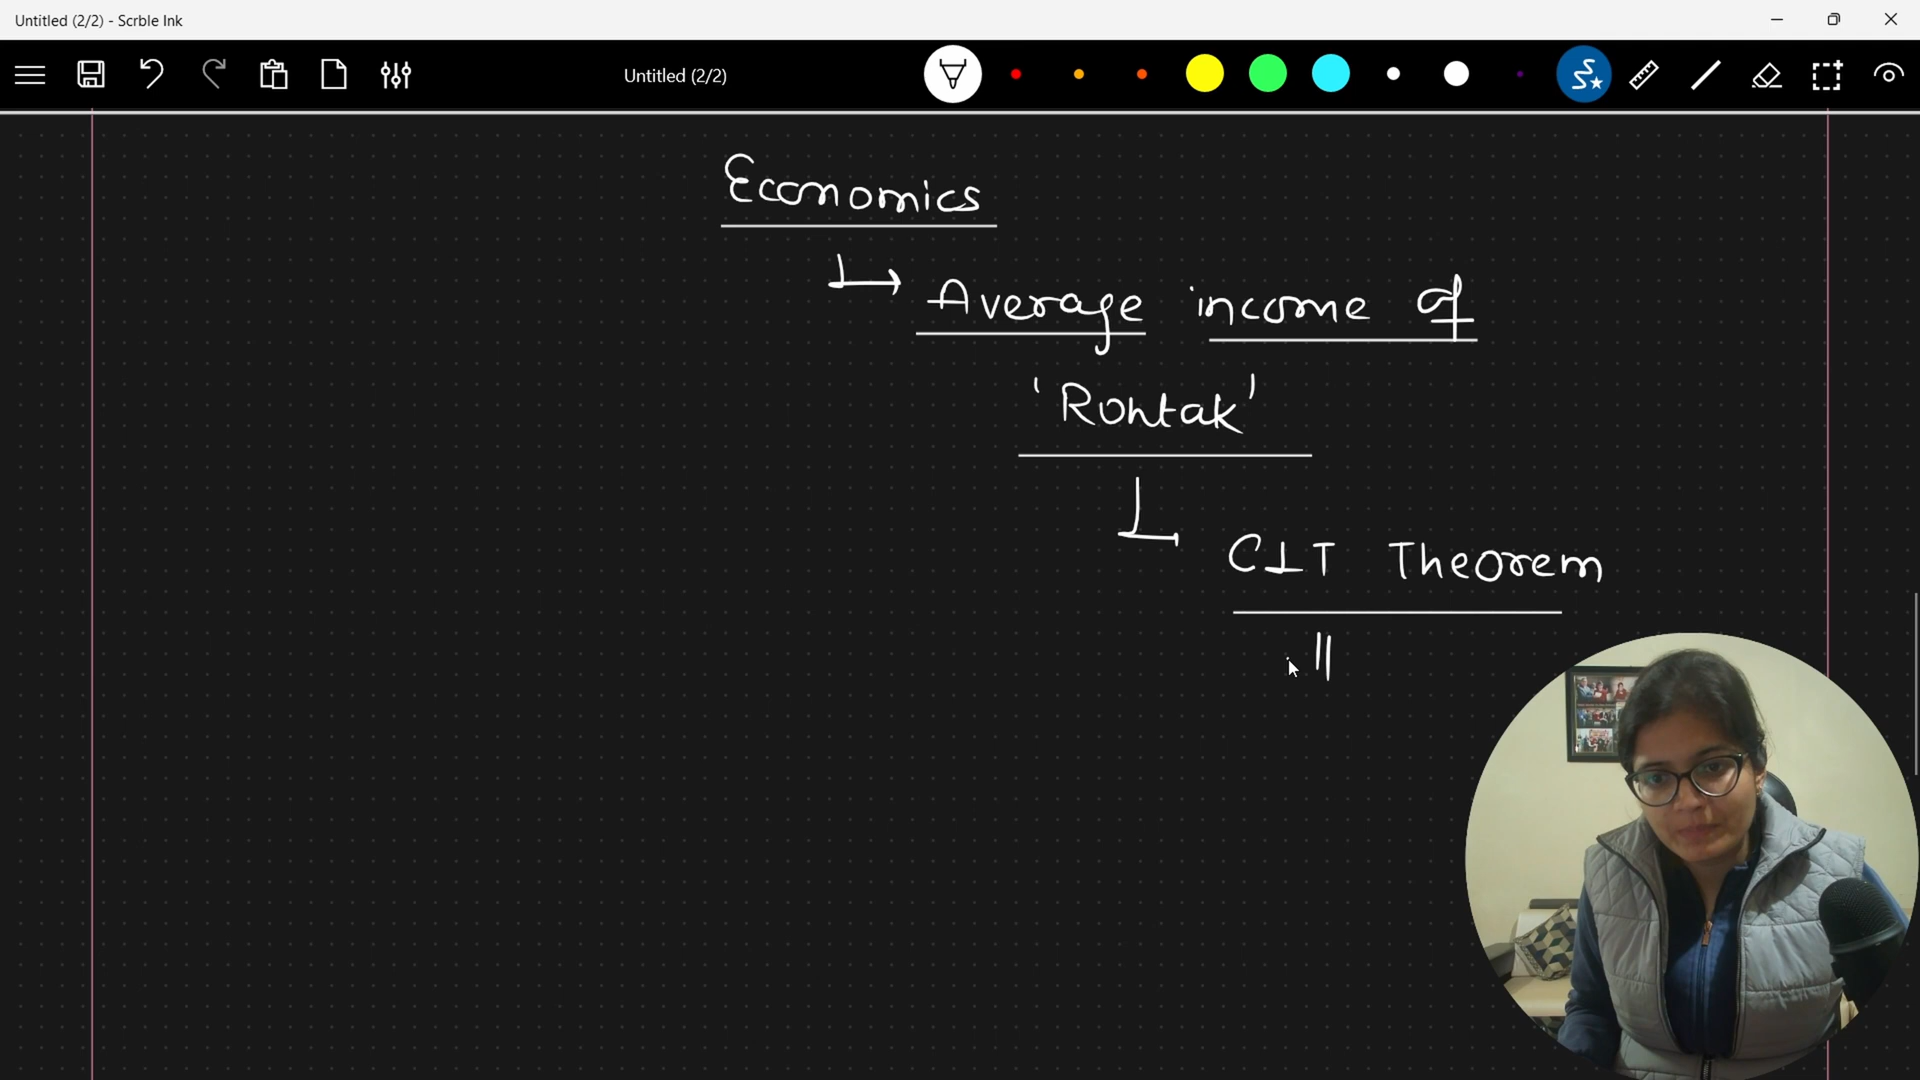 Untitled (2/2) - Scrble Ink
Untitled (2/2)
Economics
Average income of
'Rohtak'
CLT Theorem